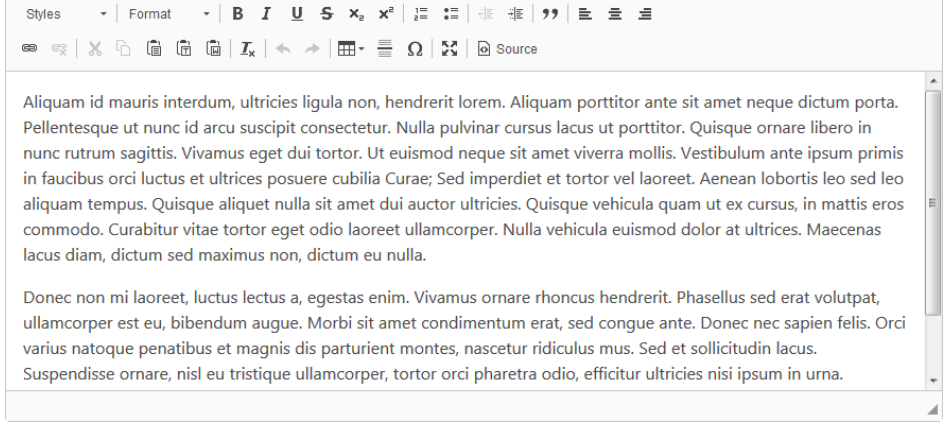 Styles Format B I U S x₂ x² 99
Ix Ω Source
Aliquam id mauris interdum, ultricies ligula non, hendrerit lorem. Aliquam porttitor ante sit amet neque dictum porta.
Pellentesque ut nunc id arcu suscipit consectetur. Nulla pulvinar cursus lacus ut porttitor. Quisque ornare libero in
nunc rutrum sagittis. Vivamus eget dui tortor. Ut euismod neque sit amet viverra mollis. Vestibulum ante ipsum primis
in faucibus orci luctus et ultrices posuere cubilia Curae; Sed imperdiet et tortor vel laoreet. Aenean lobortis leo sed leo
aliquam tempus. Quisque aliquet nulla sit amet dui auctor ultricies. Quisque vehicula quam ut ex cursus, in mattis eros
commodo. Curabitur vitae tortor eget odio laoreet ullamcorper. Nulla vehicula euismod dolor at ultrices. Maecenas
lacus diam, dictum sed maximus non, dictum eu nulla.
Donec non mi laoreet, luctus lectus a, egestas enim. Vivamus ornare rhoncus hendrerit. Phasellus sed erat volutpat,
ullamcorper est eu, bibendum augue. Morbi sit amet condimentum erat, sed congue ante. Donec nec sapien felis. Orci
varius natoque penatibus et magnis dis parturient montes, nascetur ridiculus mus. Sed et sollicitudin lacus.
Suspendisse ornare, nisl eu tristique ullamcorper, tortor orci pharetra odio, efficitur ultricies nisi ipsum in urna.